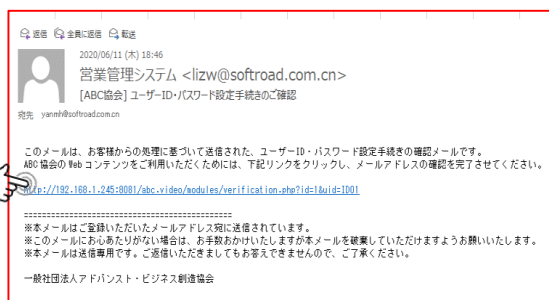 返信 全員に返信 転送
2020/06/11 (木) 18:46
営業管理システム <lizw@softroad.com.cn>
[ABC協会] ユーザーID・パスワード設定手続きのご確認
宛先 yanmh@softroad.com.cn
このメールは、お客様からの処理に基づいて送信された、ユーザーID・パスワード設定手続きの確認メールです。
ABC協会のWebコンテンツをご利用いただくためには、下記リンクをクリックし、メールアドレスの確認を完了させてください。
http://192.168.1.245:8081/abc.video/modules/verification.php?id=1&uid=ID01
==============================================
※本メールはご登録いただいたメールアドレス宛に送信されています。
※このメールにお心あたりがない場合は、お手数おかけいたしますが本メールを破棄していただけますようお願いいたします。
※本メールは送信専用です。ご返信いただきましてもお答えできませんので、ご了承ください。
一般社団法人アドバンスト・ビジネス創造協会